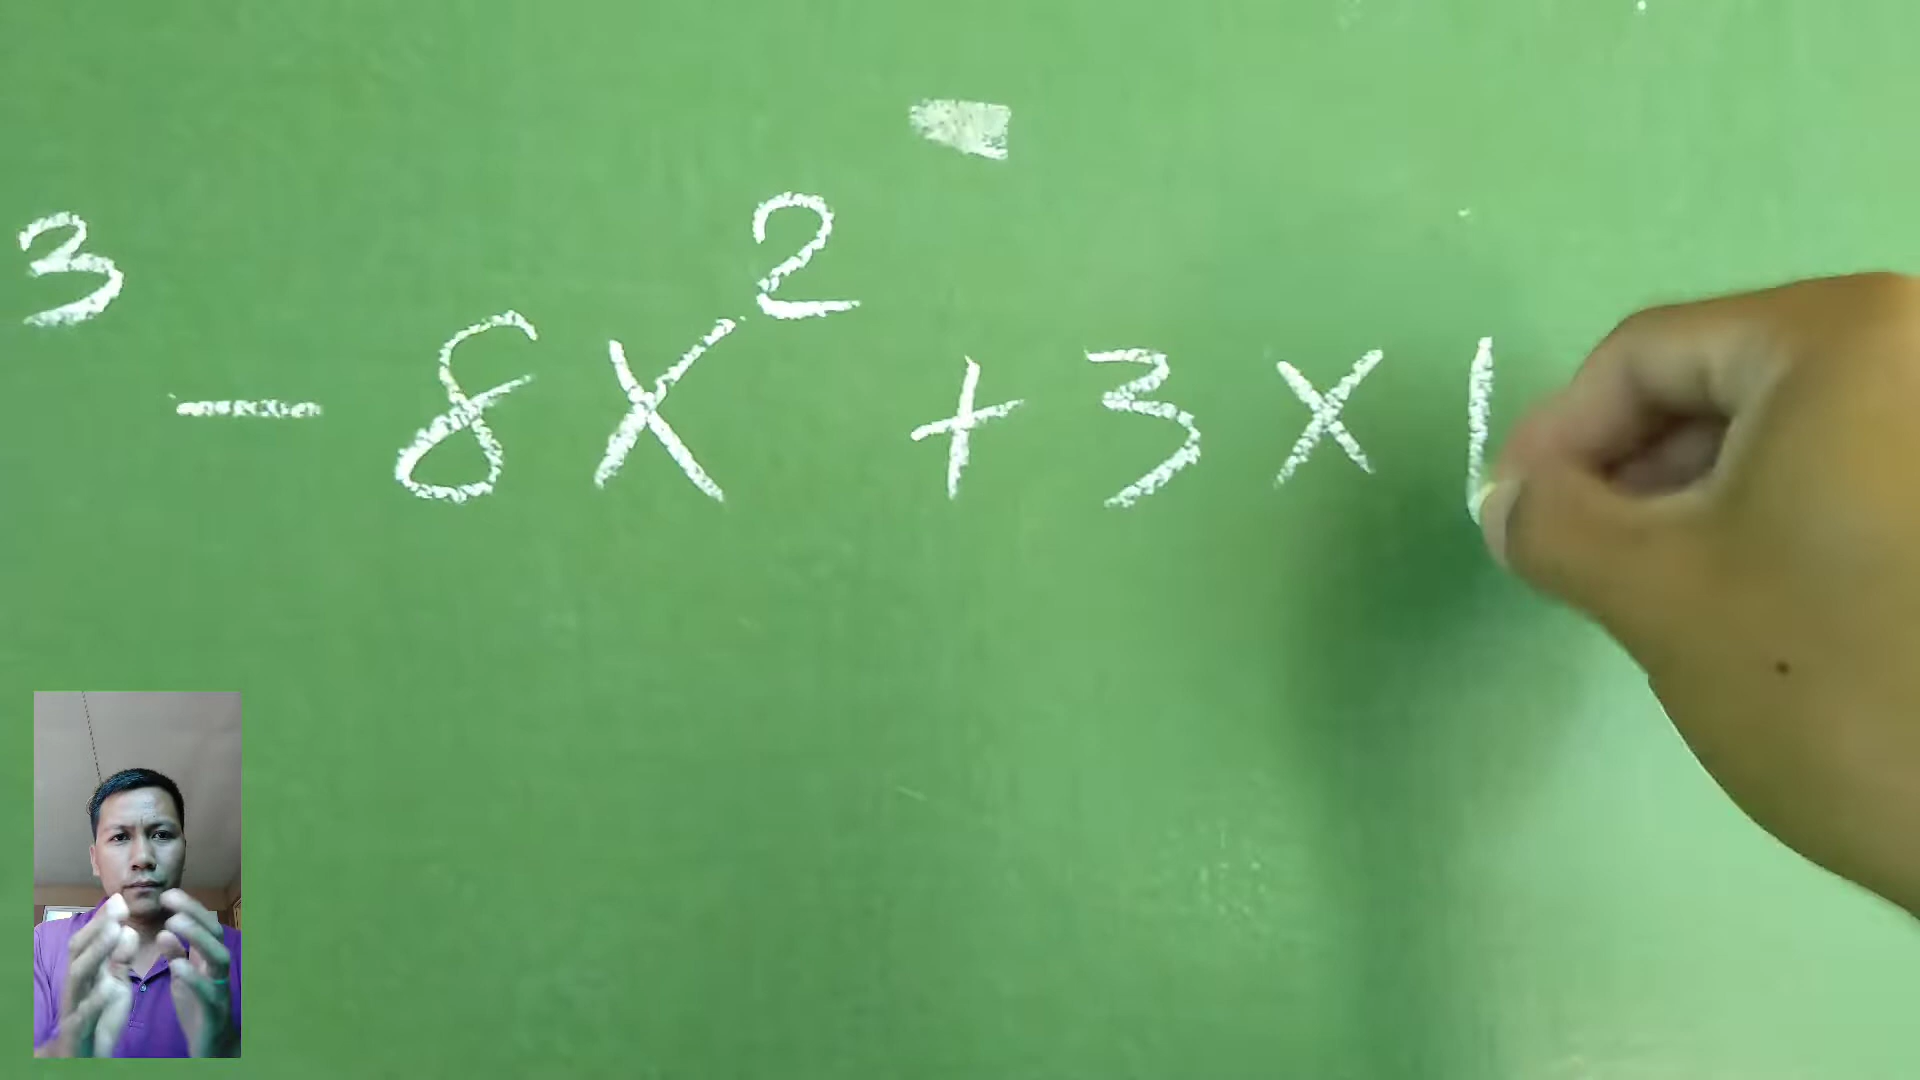 ³ - 8x² + 3x |